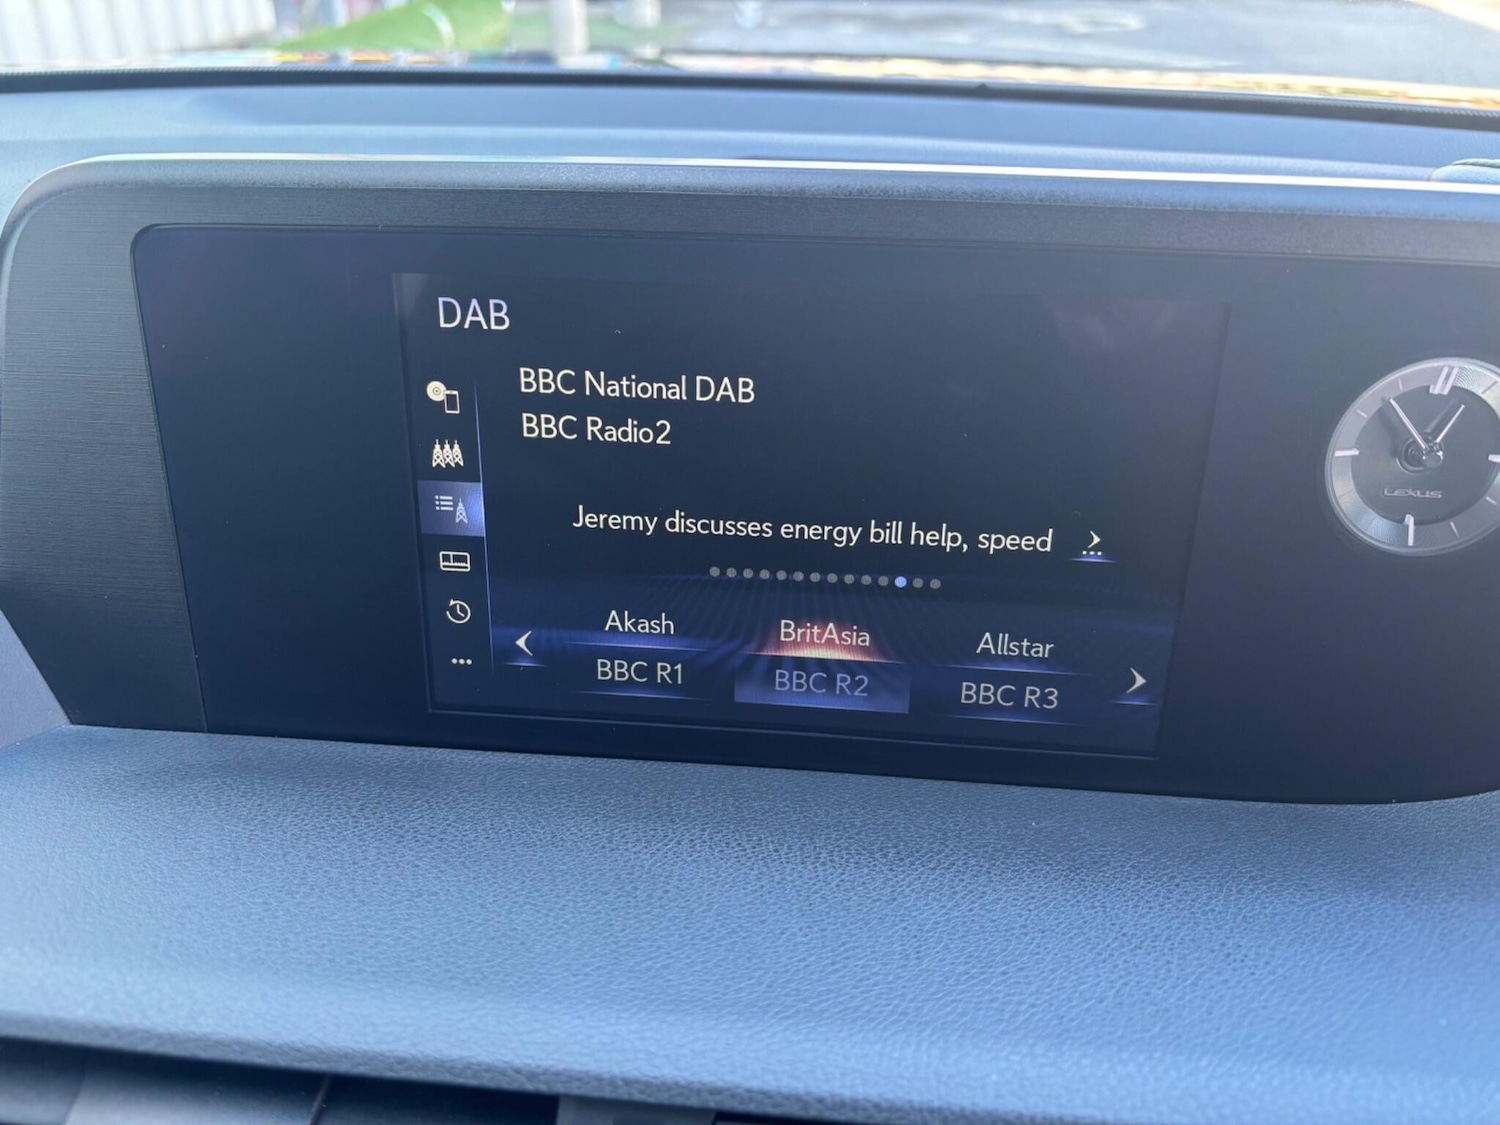 DAB
BBC National DAB
BBC Radio2
Jeremy discusses energy bill help, speed
Akash
BritAsia
Allstar
BBC R1
BBC R2
BBC R3
LEXUS